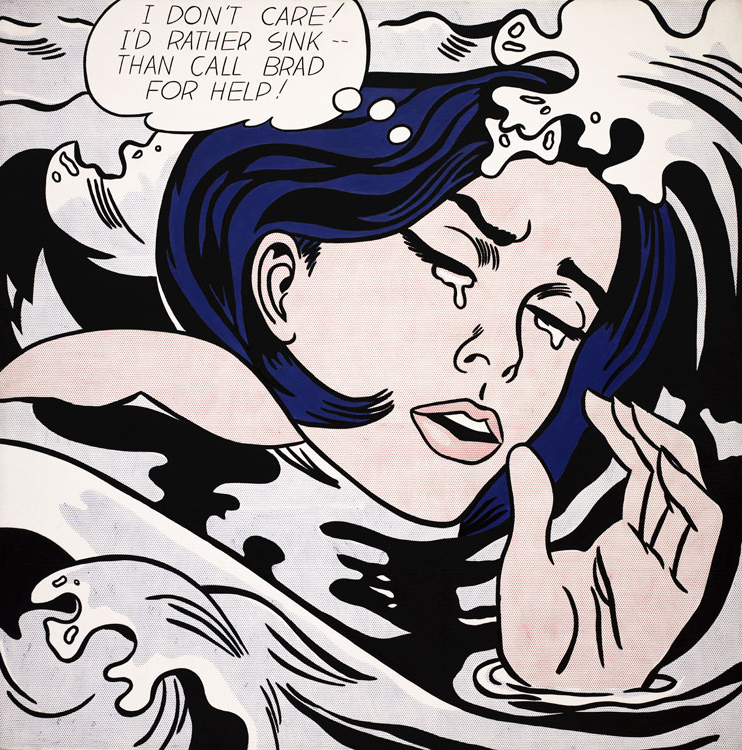 I DON'T CARE!
I'D RATHER SINK --
THAN CALL BRAD
FOR HELP!